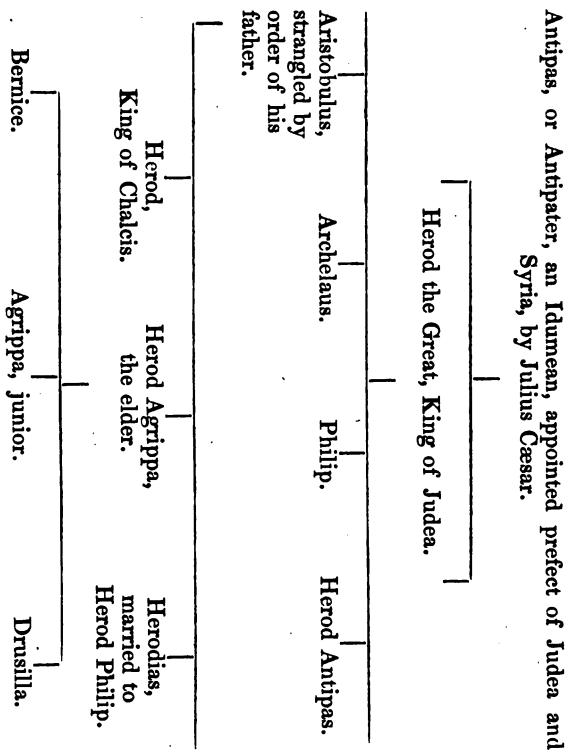 Antipas, or Antipater, an Idumean, appointed prefect of Judea and
Syria, by Julius Cæsar.
Herod the Great, King of Judea.
Aristobulus,
strangled by
order of his
father.
Archelaus.
Philip.
Herod Antipas.
Herod,
King of Chalcis.
Herod Agrippa,
the elder.
Herodias,
married to
Herod Philip.
Bernice.
Agrippa, junior.
Drusilla.